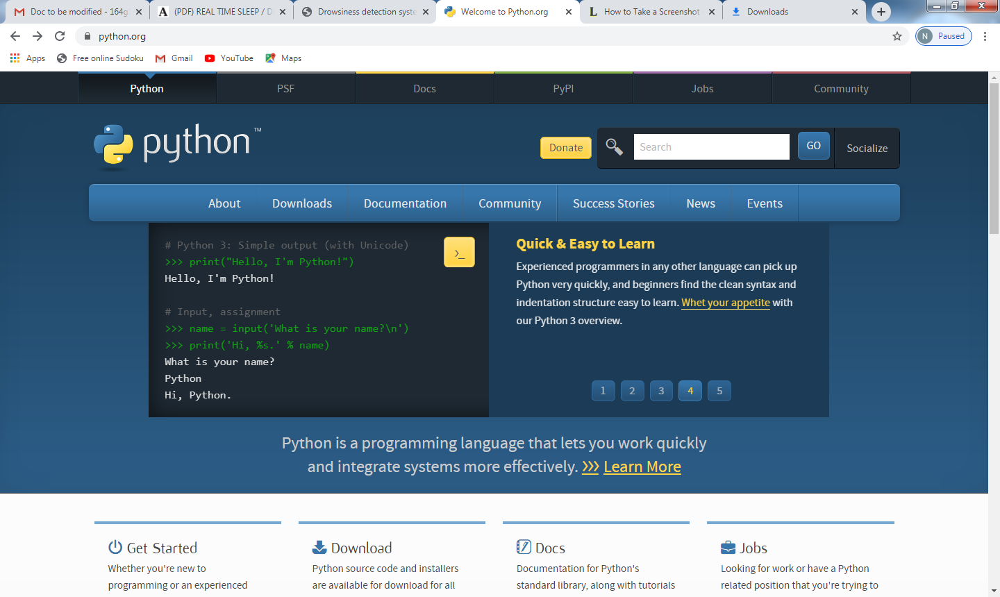 Doc to be modified - 164g
(PDF) REAL TIME SLEEP / D
Drowsiness detection syste
Welcome to Python.org
How to Take a Screenshot
Downloads
python.org
N Paused
Apps Free online Sudoku Gmail YouTube Maps
Python PSF Docs PyPI Jobs Community
python™
Donate Search GO Socialize
About Downloads Documentation Community Success Stories News Events
# Python 3: Simple output (with Unicode)
>>> print("Hello, I'm Python!")
Hello, I'm Python!
# Input, assignment
>>> name = input('What is your name?\n')
>>> print('Hi, %s.' % name)
What is your name?
Python
Hi, Python.
>_
Quick & Easy to Learn
Experienced programmers in any other language can pick up
Python very quickly, and beginners find the clean syntax and
indentation structure easy to learn. Whet your appetite with
our Python 3 overview.
1 2 3 4 5
Python is a programming language that lets you work quickly
and integrate systems more effectively. >>> Learn More
Get Started
Whether you're new to
programming or an experienced
Download
Python source code and installers
are available for download for all
Docs
Documentation for Python's
standard library, along with tutorials
Jobs
Looking for work or have a Python
related position that you're trying to